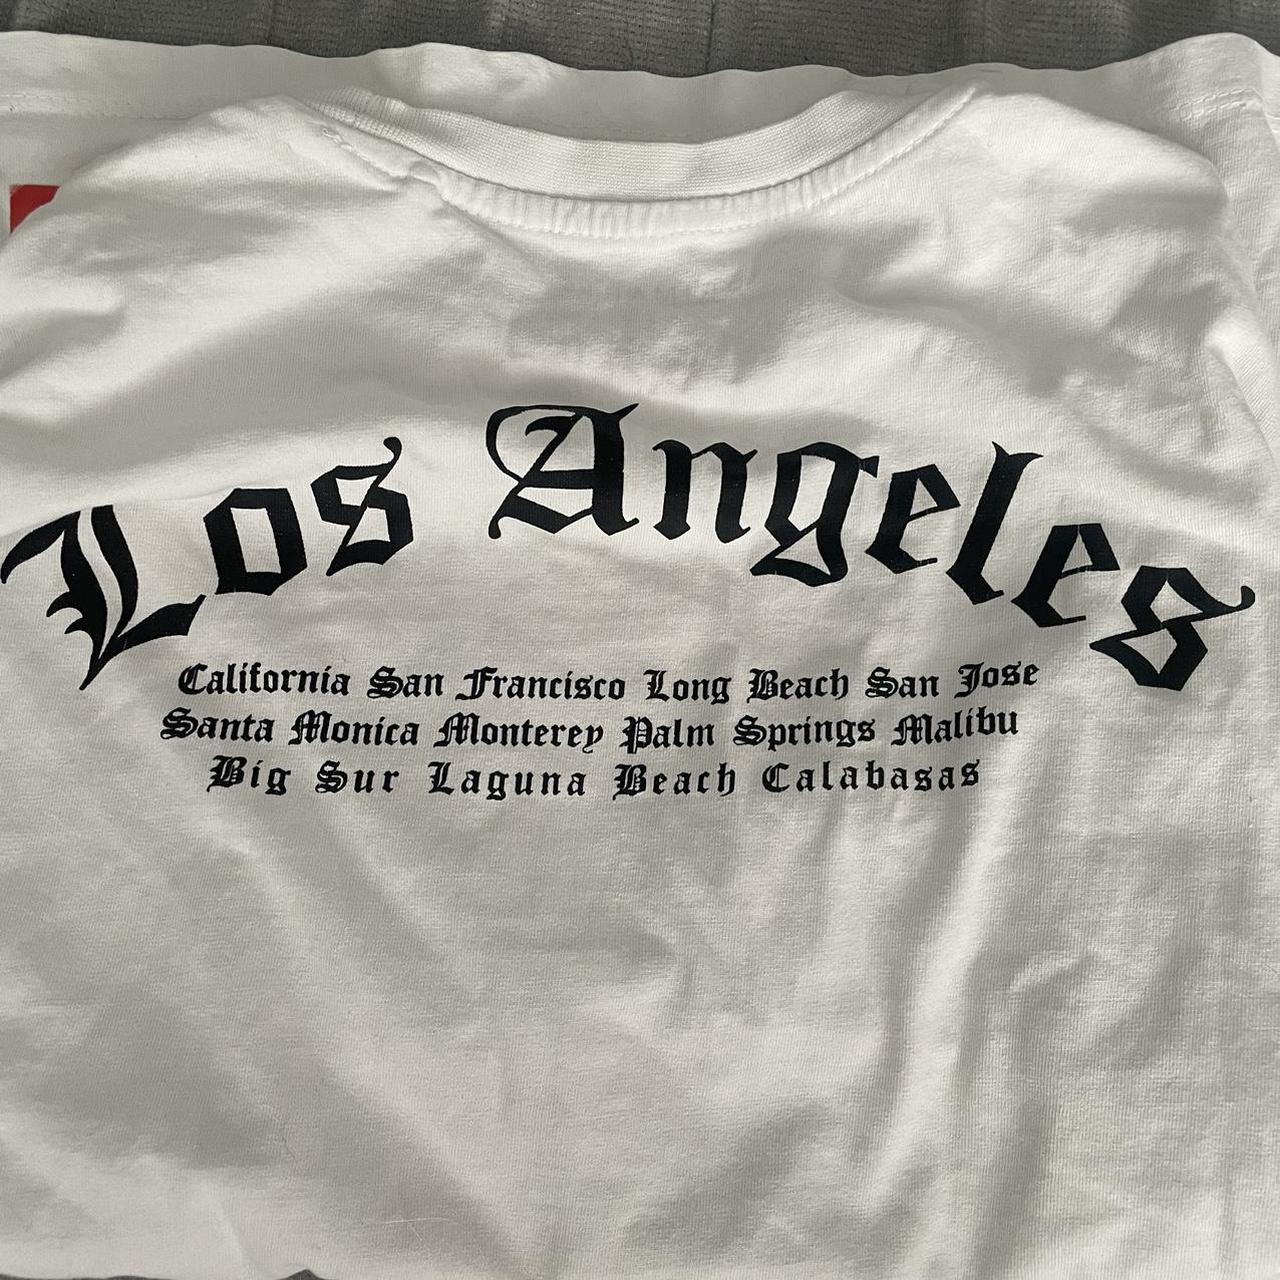 Los Angeles
California San Francisco Long Beach San Jose
Santa Monica Monterey Palm Springs Malibu
Big Sur Laguna Beach Calabasas